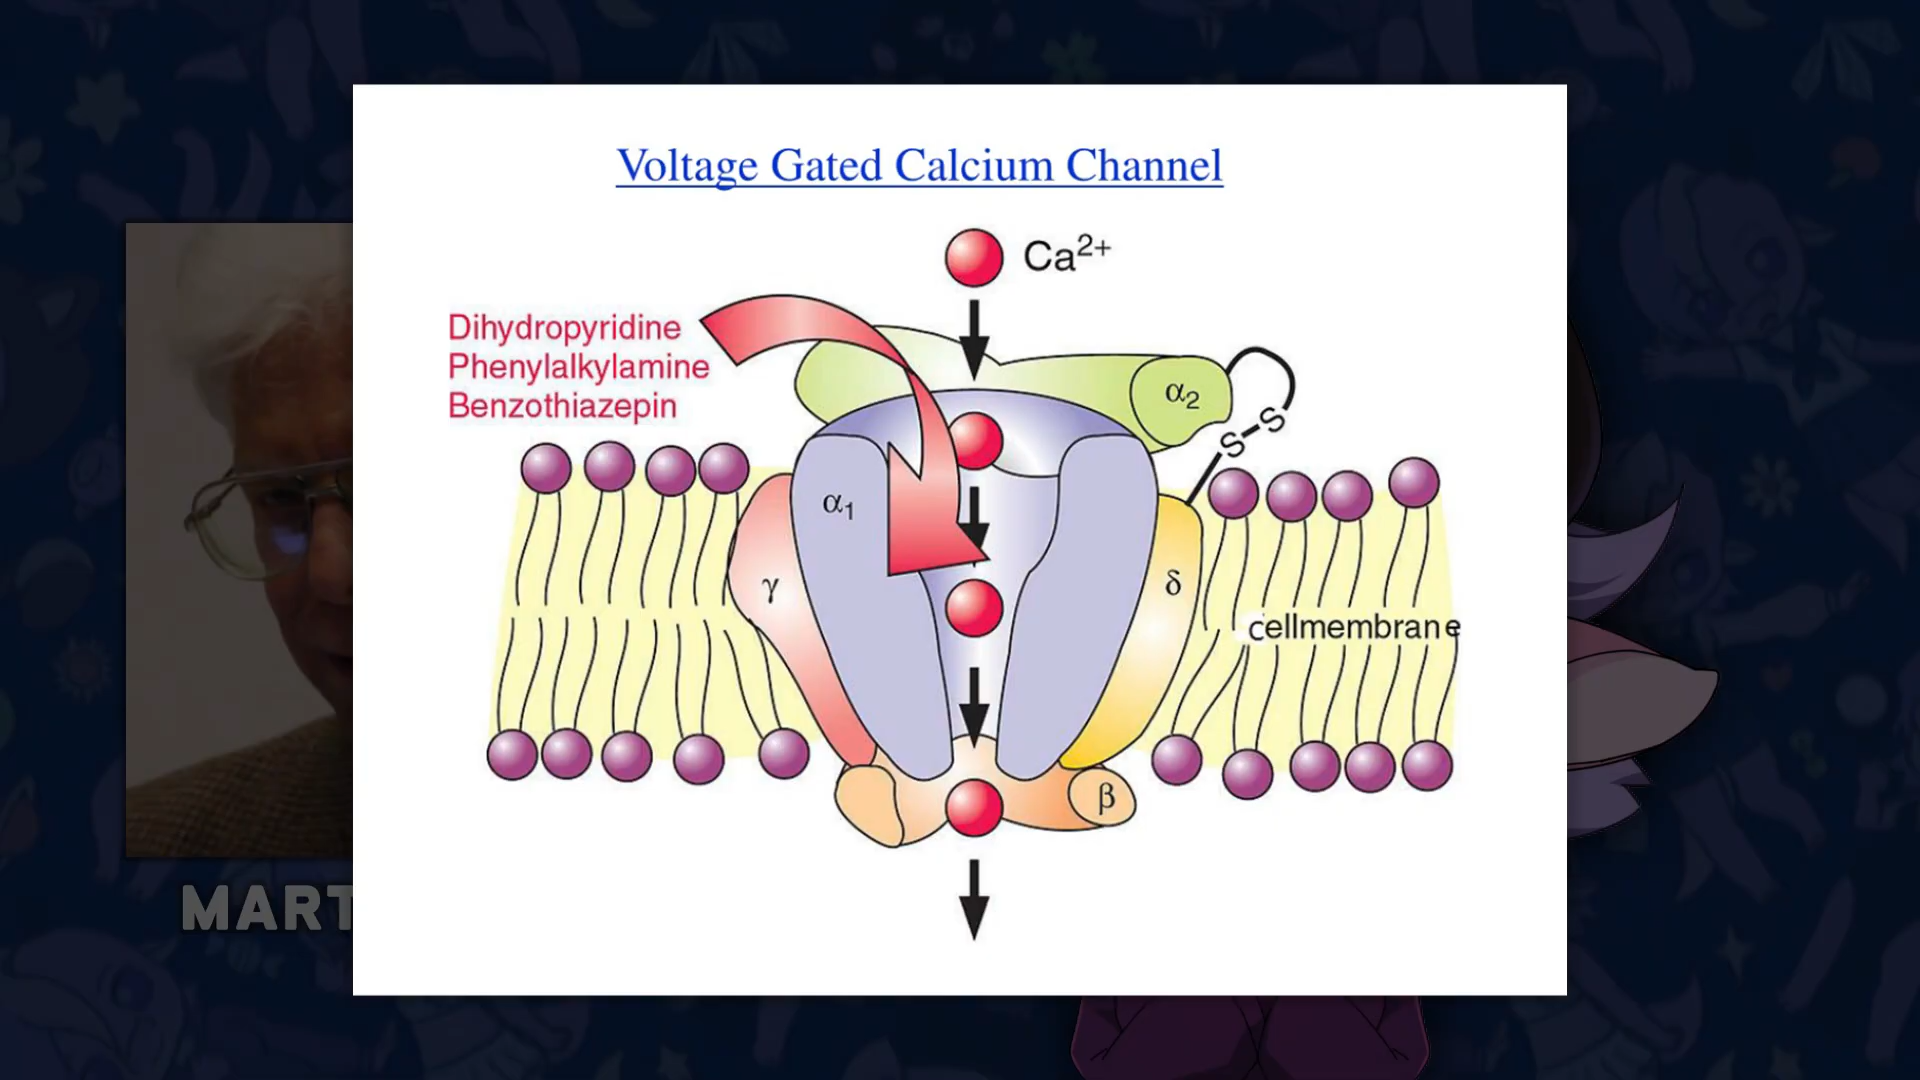 Voltage Gated Calcium Channel
Ca²⁺
Dihydropyridine
Phenylalkylamine
Benzothiazepin
α₂
S-S
α₁
γ
δ
cellmembrane
β
MART